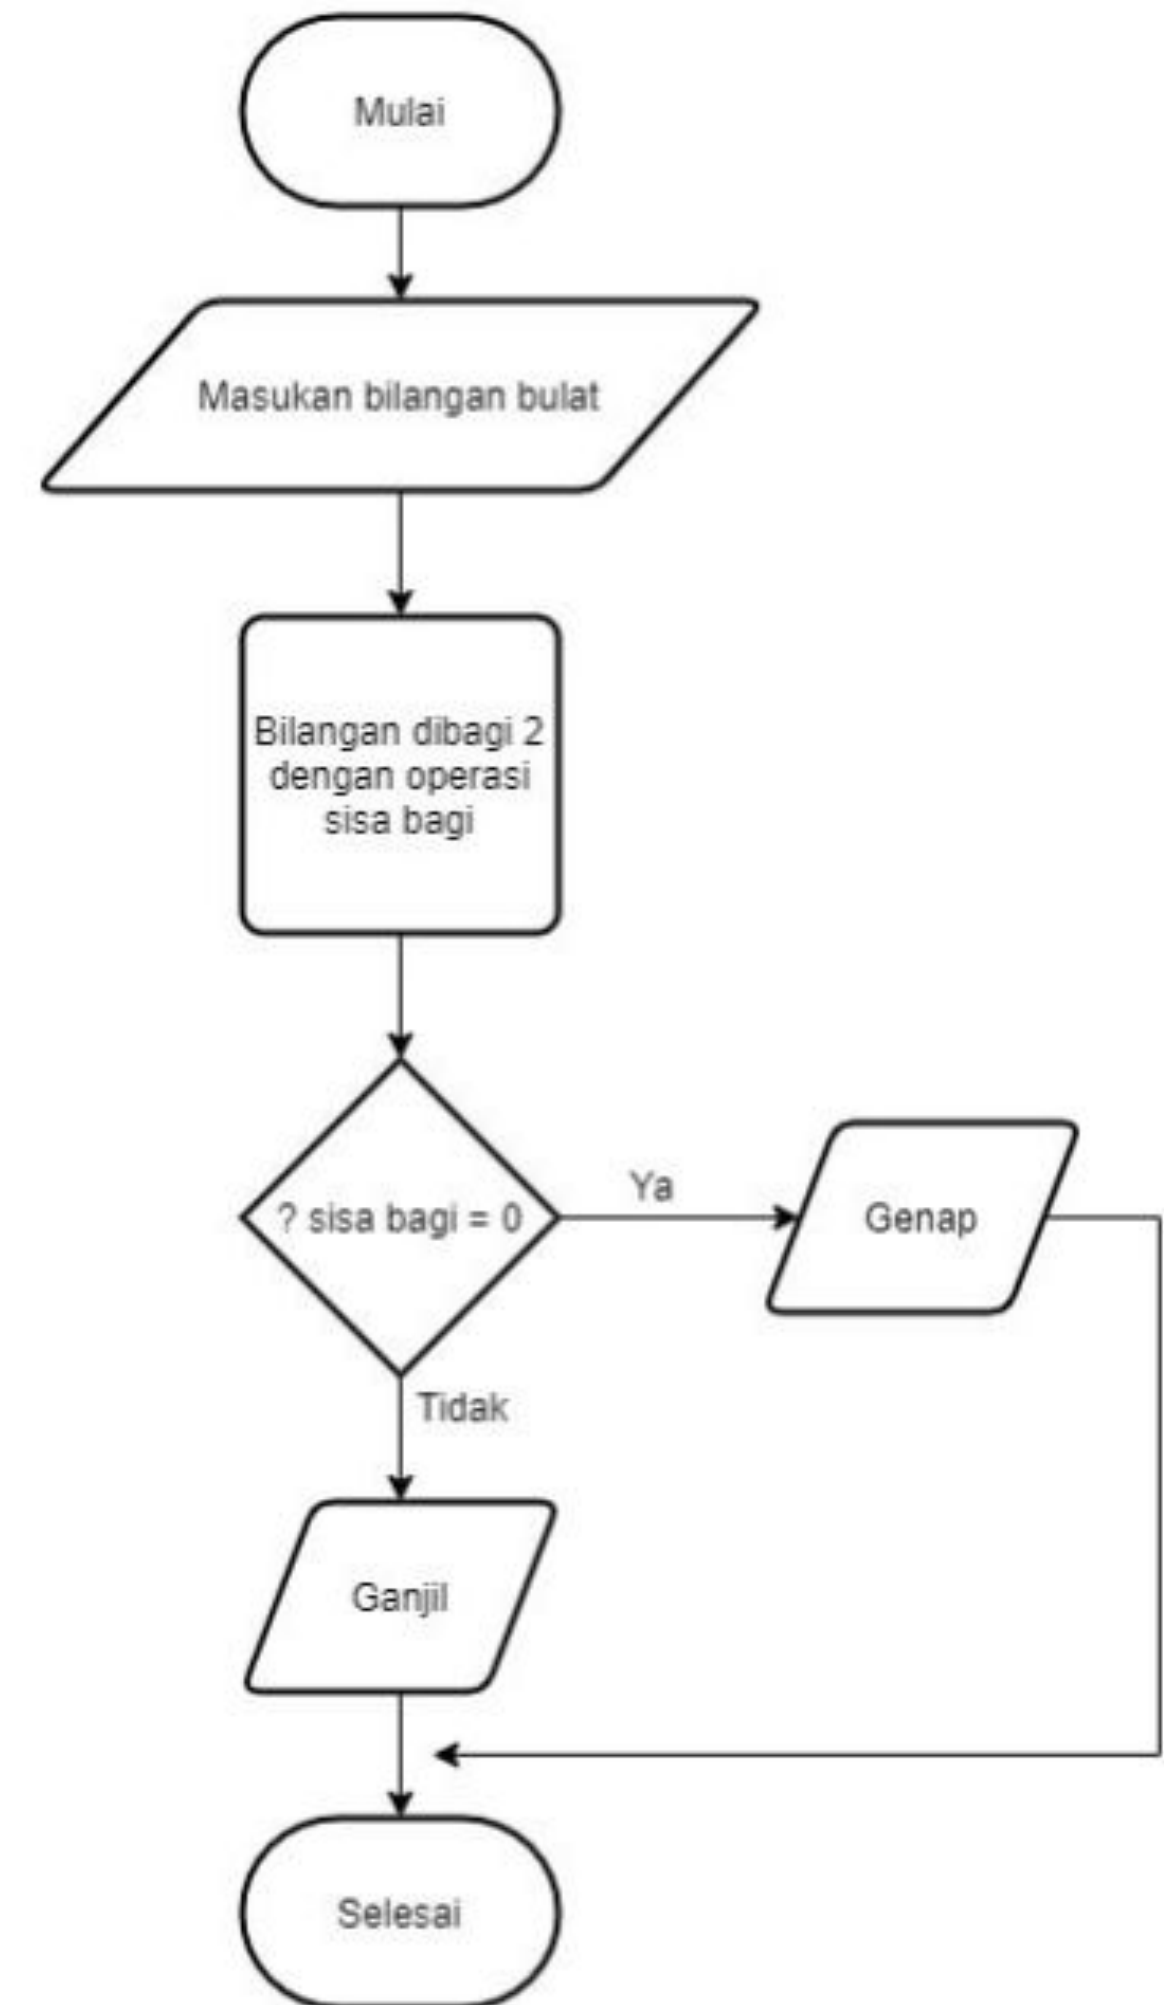 Mulai
Masukan bilangan bulat
Bilangan dibagi 2
dengan operasi
sisa bagi
? sisa bagi = 0
Ya
Genap
Tidak
Ganjil
Selesai